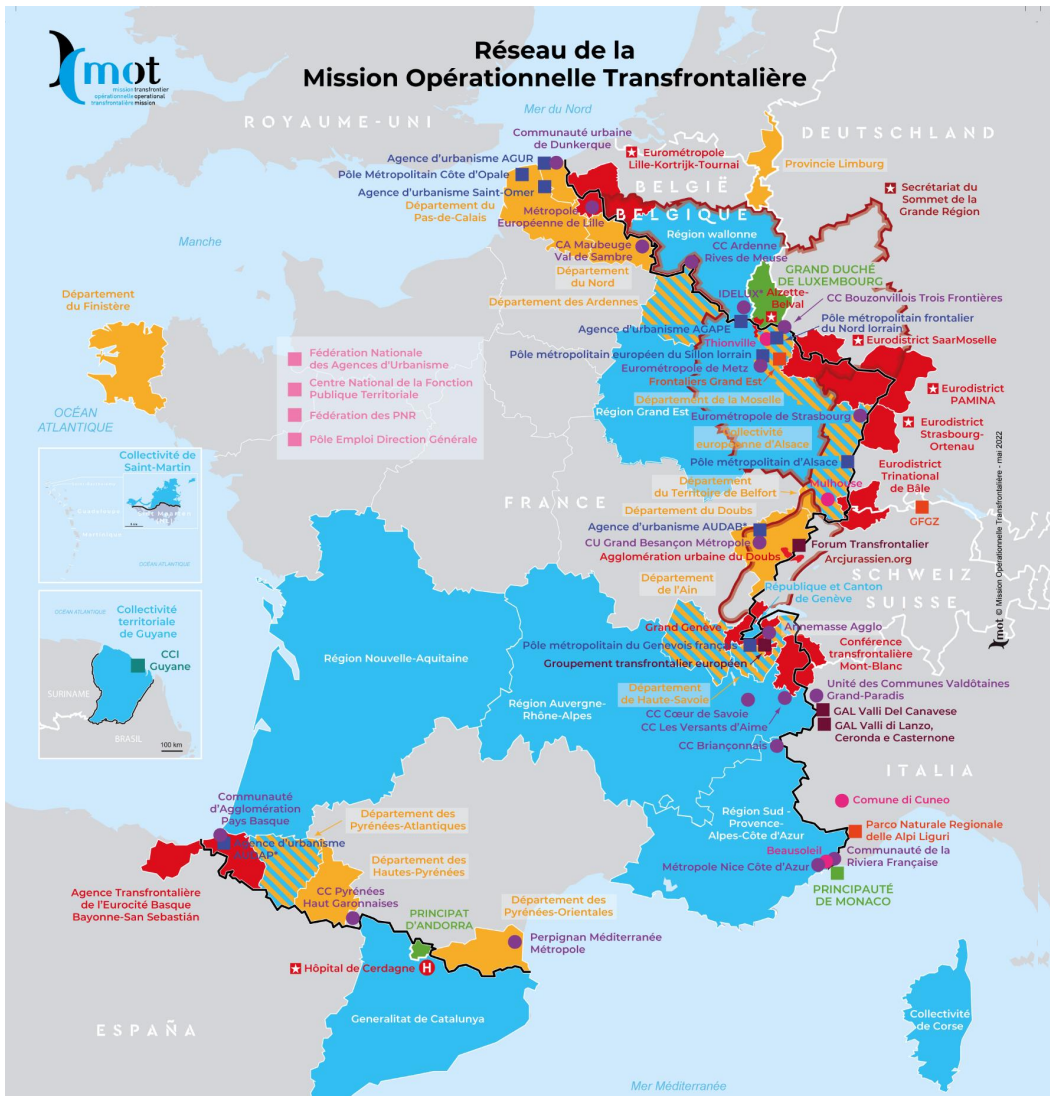 mot
mission transfrontier
opérationnelle operational
transfrontalière mission
Réseau de la
Mission Opérationnelle Transfrontalière
Mer du Nord
ROYAUME-UNI
DEUTSCHLAND
Communauté urbaine
de Dunkerque
Agence d'urbanisme AGUR
Pôle Métropolitain Côte d'Opale
Agence d'urbanisme Saint-Omer
Département du
Pas-de-Calais
Eurométropole
Lille-Kortrijk-Tournai
Provincie Limburg
BELGIË
BELGIQUE
Secrétariat du
Sommet de la
Grande Région
Métropole
Européenne de Lille
Région wallonne
Manche
CA Maubeuge
Val de Sambre
CC Ardenne
Rives de Meuse
Département
du Nord
GRAND DUCHÉ
DE LUXEMBOURG
Département
du Finistère
Département des Ardennes
IDELUX*
Alzette-
Belval
CC Bouzonvillois Trois Frontières
Agence d'urbanisme AGAPE
Pôle métropolitain frontalier
du Nord lorrain
Thionville
Eurodistrict SaarMoselle
Pôle métropolitain européen du Sillon lorrain
Eurométropole de Metz
Frontaliers Grand Est
Fédération Nationale
des Agences d'Urbanisme
Centre National de la Fonction
Publique Territoriale
Fédération des PNR
Pôle Emploi Direction Générale
Eurodistrict
PAMINA
Département de la Moselle
Région Grand Est
Eurométropole de Strasbourg
OCÉAN
ATLANTIQUE
Eurodistrict
Strasbourg-
Ortenau
Collectivité
européenne d'Alsace
Collectivité de
Saint-Martin
Pôle métropolitain d'Alsace
Eurodistrict
Trinational
de Bâle
Mulhouse
Département
du Territoire de Belfort
FRANCE
Guadeloupe
Martinique
OCÉAN ATLANTIQUE
Département du Doubs
GFGZ
Agence d'urbanisme AUDAB*
CU Grand Besançon Métropole
Forum Transfrontalier
Agglomération urbaine du Doubs
Arcjurassien.org
SCHWEIZ
SUISSE
Département
de l'Ain
République et Canton
de Genève
OCÉAN ATLANTIQUE
Collectivité
territoriale
de Guyane
CCI
Guyane
SURINAME
BRASIL
100 km
Grand Genève
Annemasse Agglo
Pôle métropolitain du Genevois français
Groupement transfrontalier européen
Conférence
transfrontalière
Mont-Blanc
Région Nouvelle-Aquitaine
Région Auvergne-
Rhône-Alpes
Département
de Haute-Savoie
Unité des Communes Valdôtaines
Grand-Paradis
CC Cœur de Savoie
CC Les Versants d'Aime
GAL Valli Del Canavese
GAL Valli di Lanzo,
Ceronda e Casternone
CC Briançonnais
ITALIA
Communauté
d'Agglomération
Pays Basque
Région Sud -
Provence-
Alpes-Côte d'Azur
Comune di Cuneo
Département des
Pyrénées-Atlantiques
Parco Naturale Regionale
delle Alpi Liguri
Agence d'urbanisme
AUDAP*
Beausoleil
Communauté de la
Riviera Française
Métropole Nice Côte d'Azur
Département des
Hautes-Pyrénées
Agence Transfrontalière
de l'Eurocité Basque
Bayonne-San Sebastián
CC Pyrénées
Haut Garonnaises
PRINCIPAUTÉ
DE MONACO
PRINCIPAT
D'ANDORRA
Département des
Pyrénées-Orientales
Perpignan Méditerranée
Métropole
Hôpital de Cerdagne
H
ESPAÑA
Generalitat de Catalunya
Collectivité
de Corse
Mer Méditerranée
mot © Mission Opérationnelle Transfrontalière - mai 2022